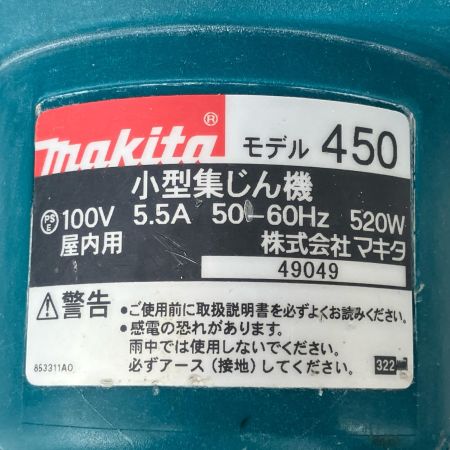 makita® モデル 450
小型集じん機
PSE 100V 5.5A 50-60Hz 520W
屋内用 株式会社マキタ
49049
⚠警告 •ご使用前に取扱説明書を必ずよくお読みください。
•感電の恐れがあります。
雨中では使用しないでください。
必ずアース(接地)してください。
853311A0 322